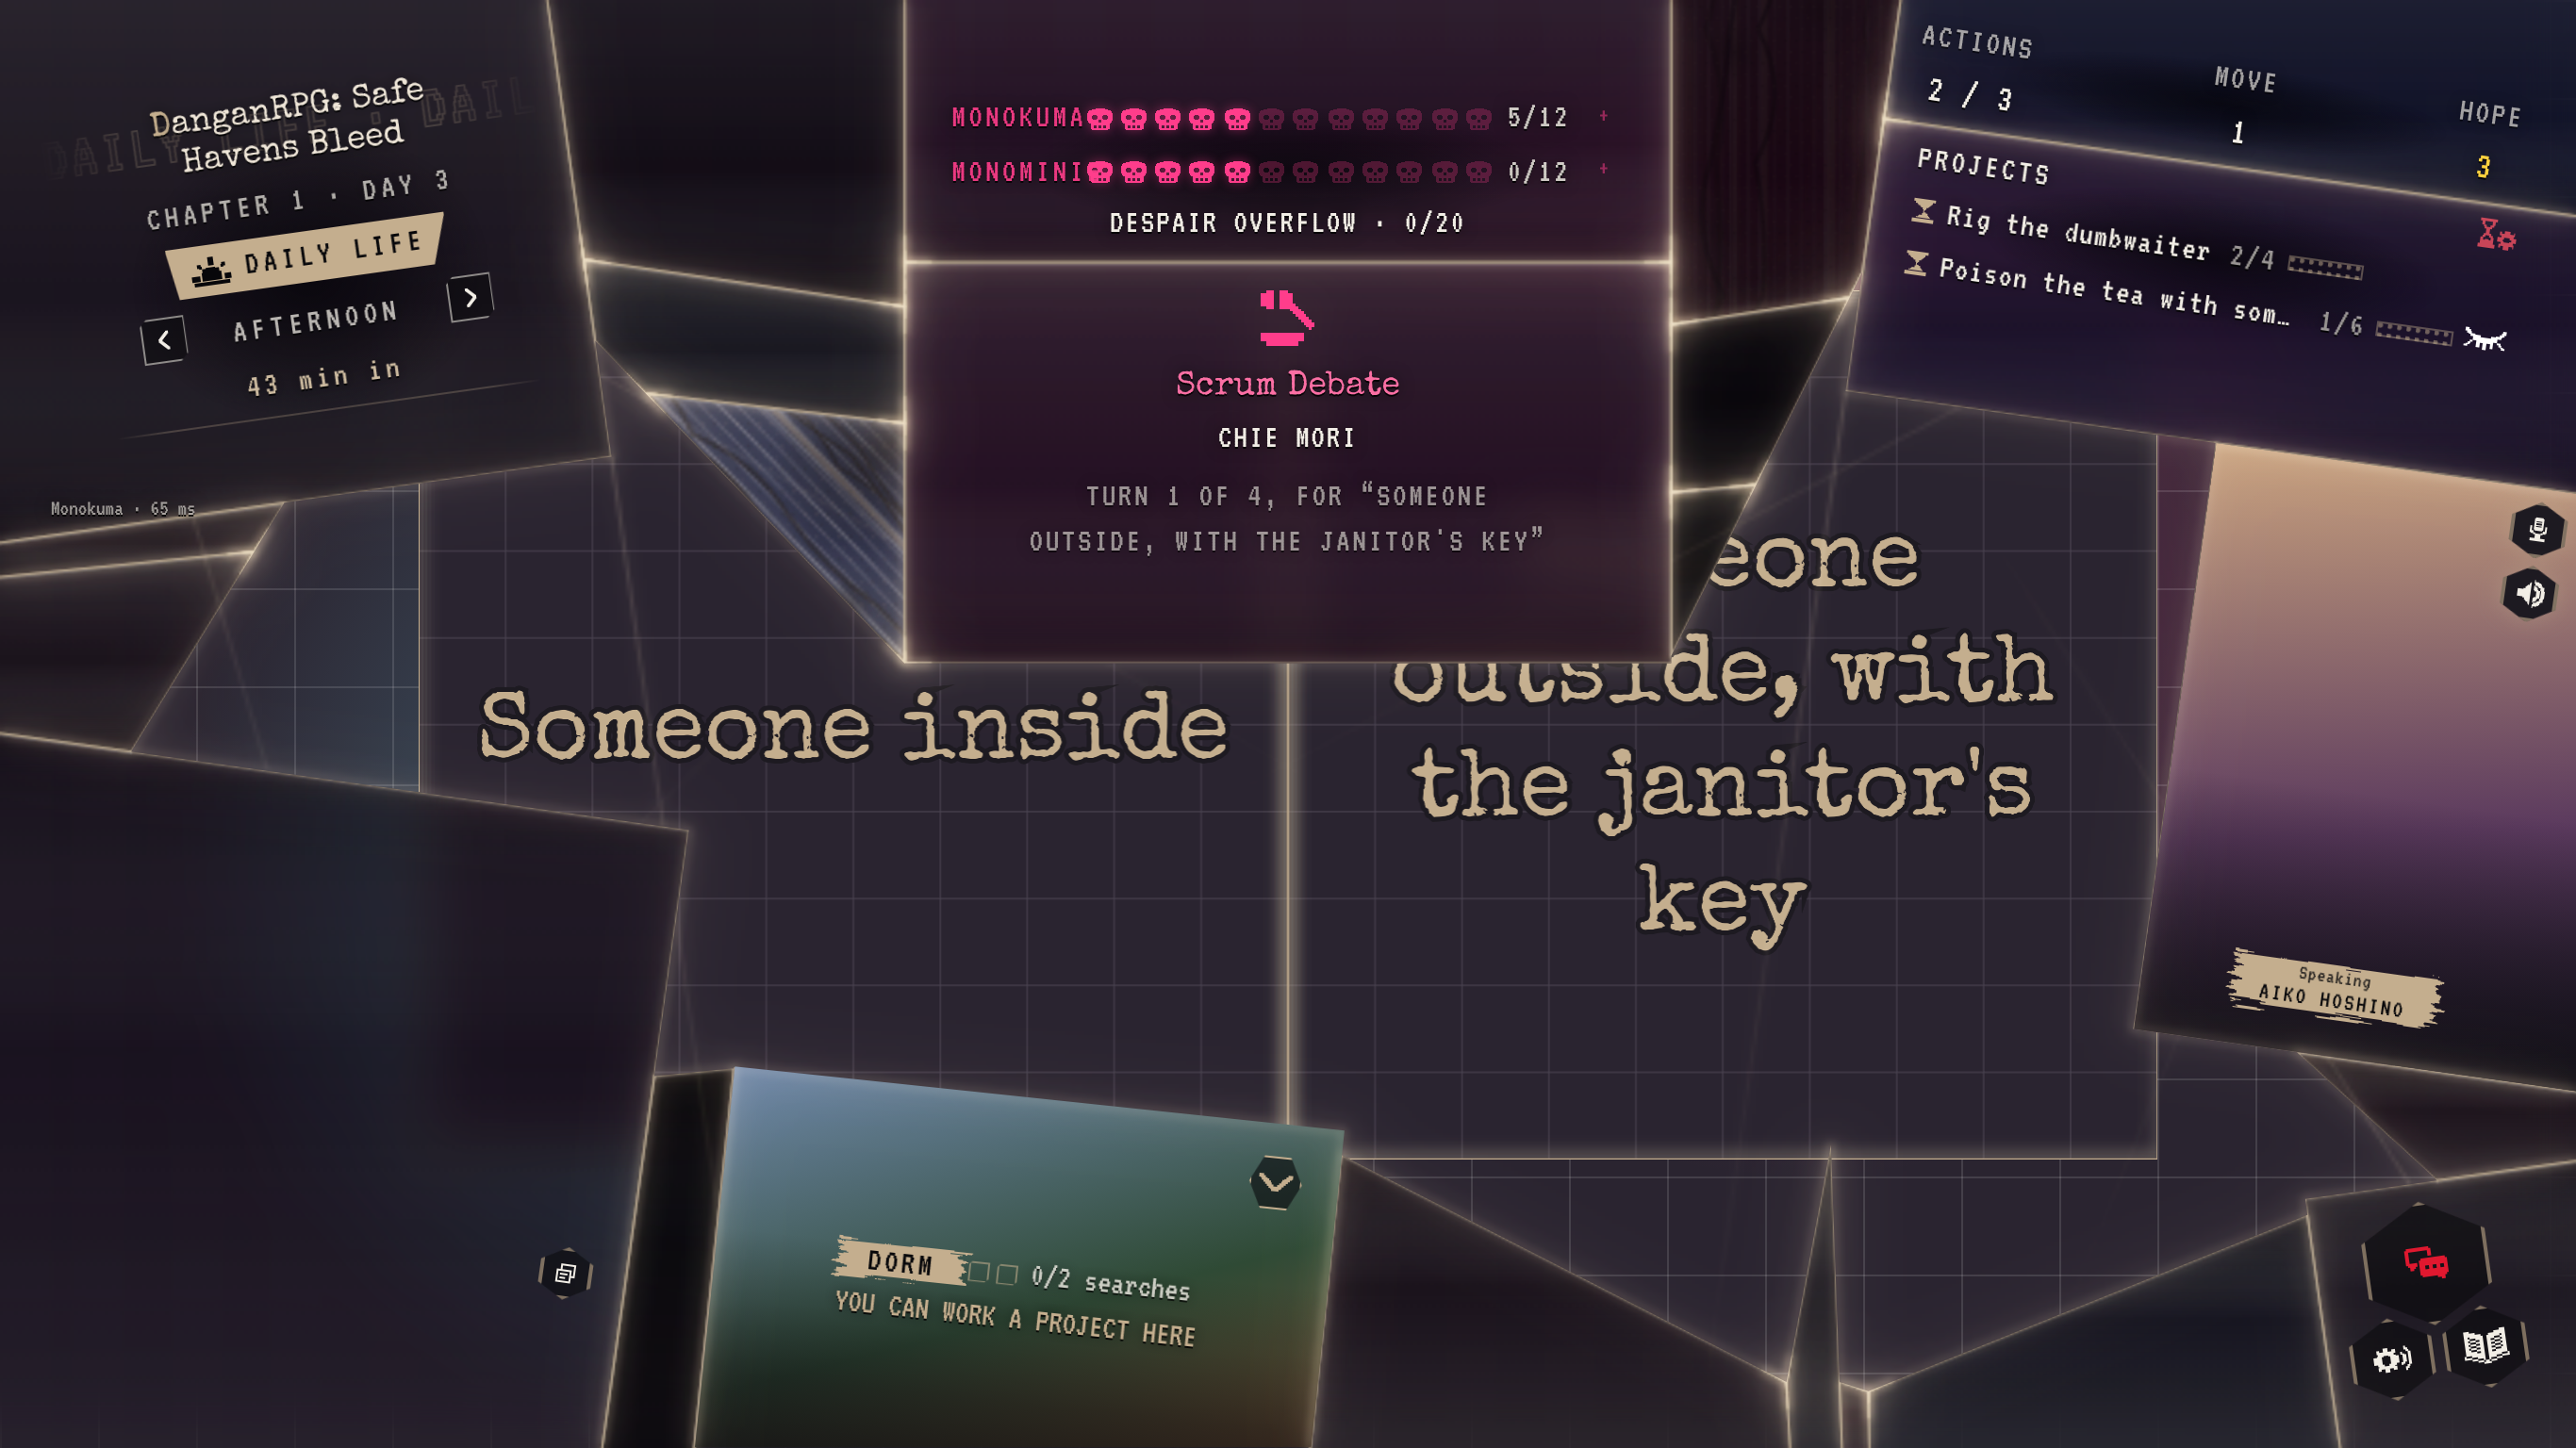 DanganRPG: Safe
Havens Bleed
CHAPTER 1 · DAY 3
DAILY LIFE
AFTERNOON
43 min in
Monokuma · 65 ms
MONOKUMA 5/12 +
MONOMINI 0/12 +
DESPAIR OVERFLOW · 0/20
Scrum Debate
CHIE MORI
TURN 1 OF 4, FOR “SOMEONE
OUTSIDE, WITH THE JANITOR'S KEY”
ACTIONS
2 / 3
MOVE
1
HOPE
3
PROJECTS
Rig the dumbwaiter 2/4
Poison the tea with som… 1/6
Someone inside
eone
outside, with
the janitor's
key
Speaking
AIKO HOSHINO
DORM 0/2 searches
YOU CAN WORK A PROJECT HERE